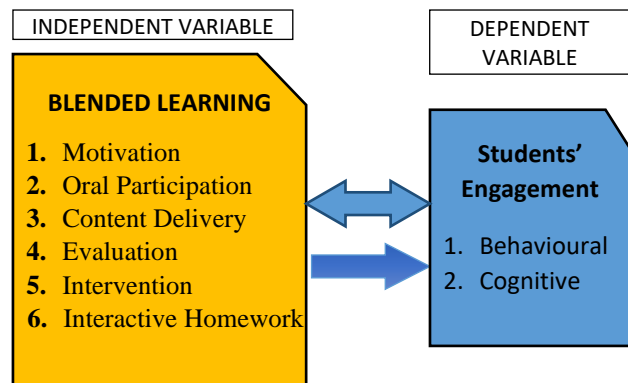 INDEPENDENT VARIABLE
BLENDED LEARNING
1. Motivation
2. Oral Participation
3. Content Delivery
4. Evaluation
5. Intervention
6. Interactive Homework
DEPENDENT
VARIABLE
Students’
Engagement
1. Behavioural
2. Cognitive